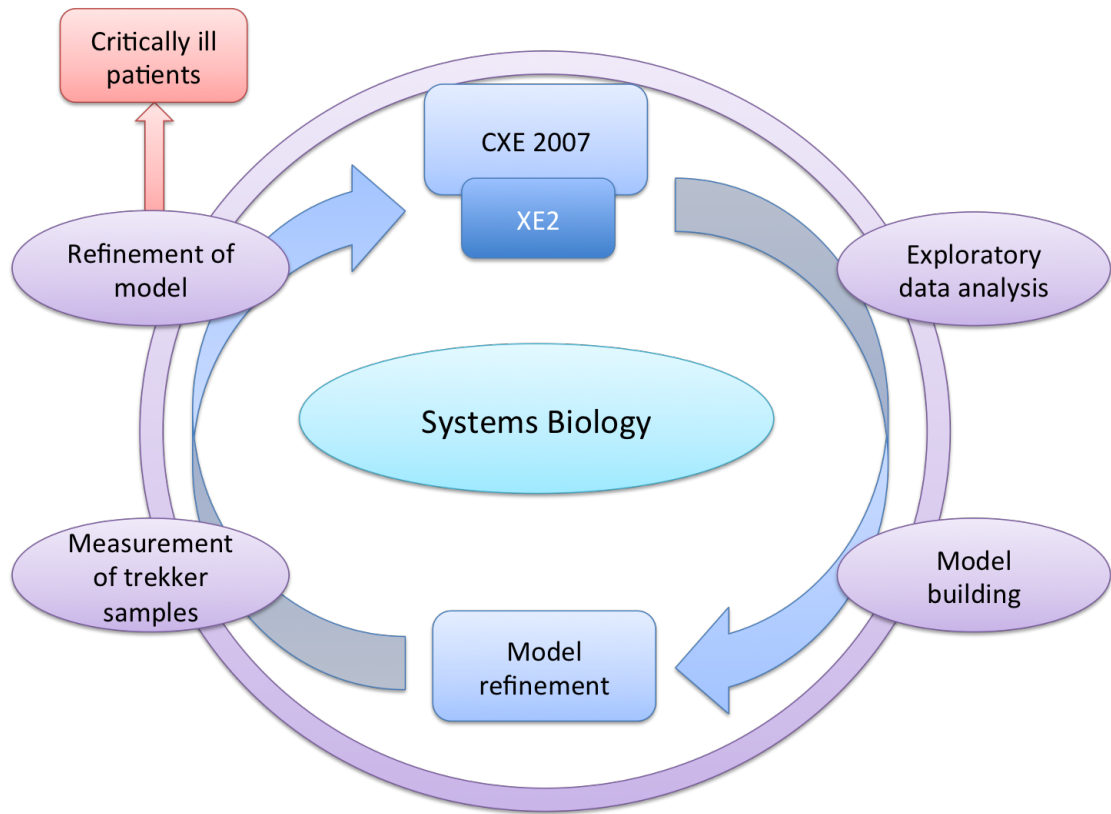 Critically ill
patients
CXE 2007
XE2
Refinement of
model
Exploratory
data analysis
Systems Biology
Measurement
of trekker
samples
Model
building
Model
refinement